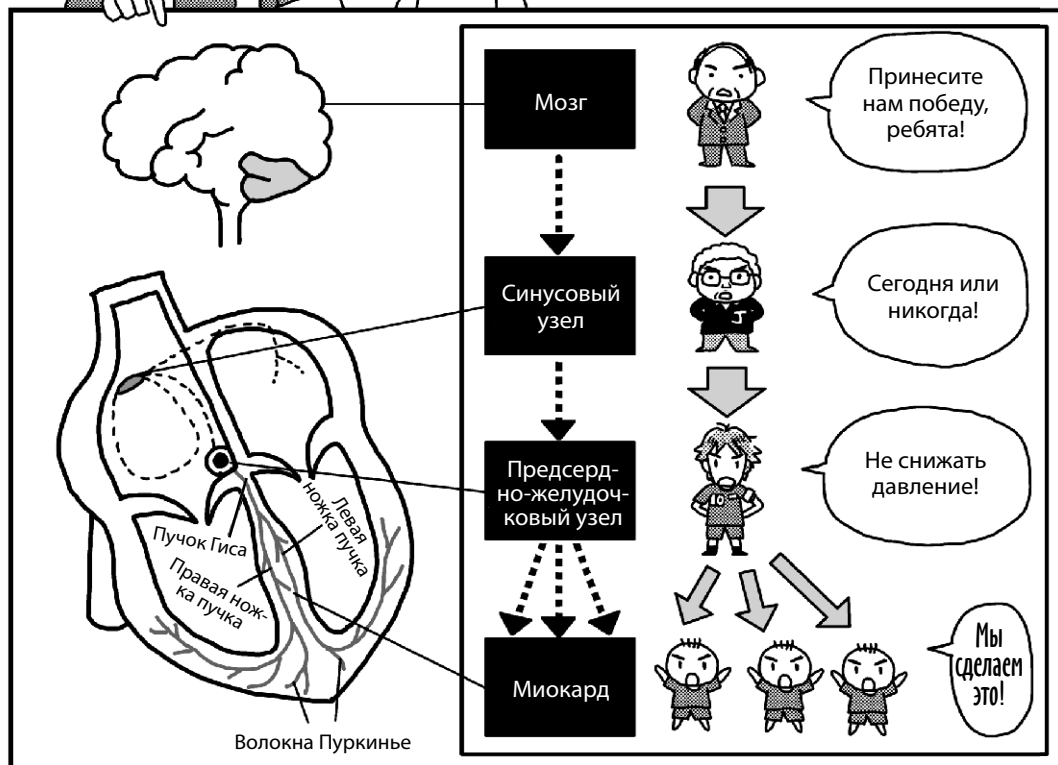 Мозг
Принесите
нам победу,
ребята!
Синусовый
узел
Сегодня или
никогда!
Предсерд-
но-желудоч-
ковый узел
Не снижать
давление!
10
Пучок Гиса
Левая
ножка пучка
Правая нож-
ка пучка
Миокард
Мы
сделаем
это!
Волокна Пуркинье